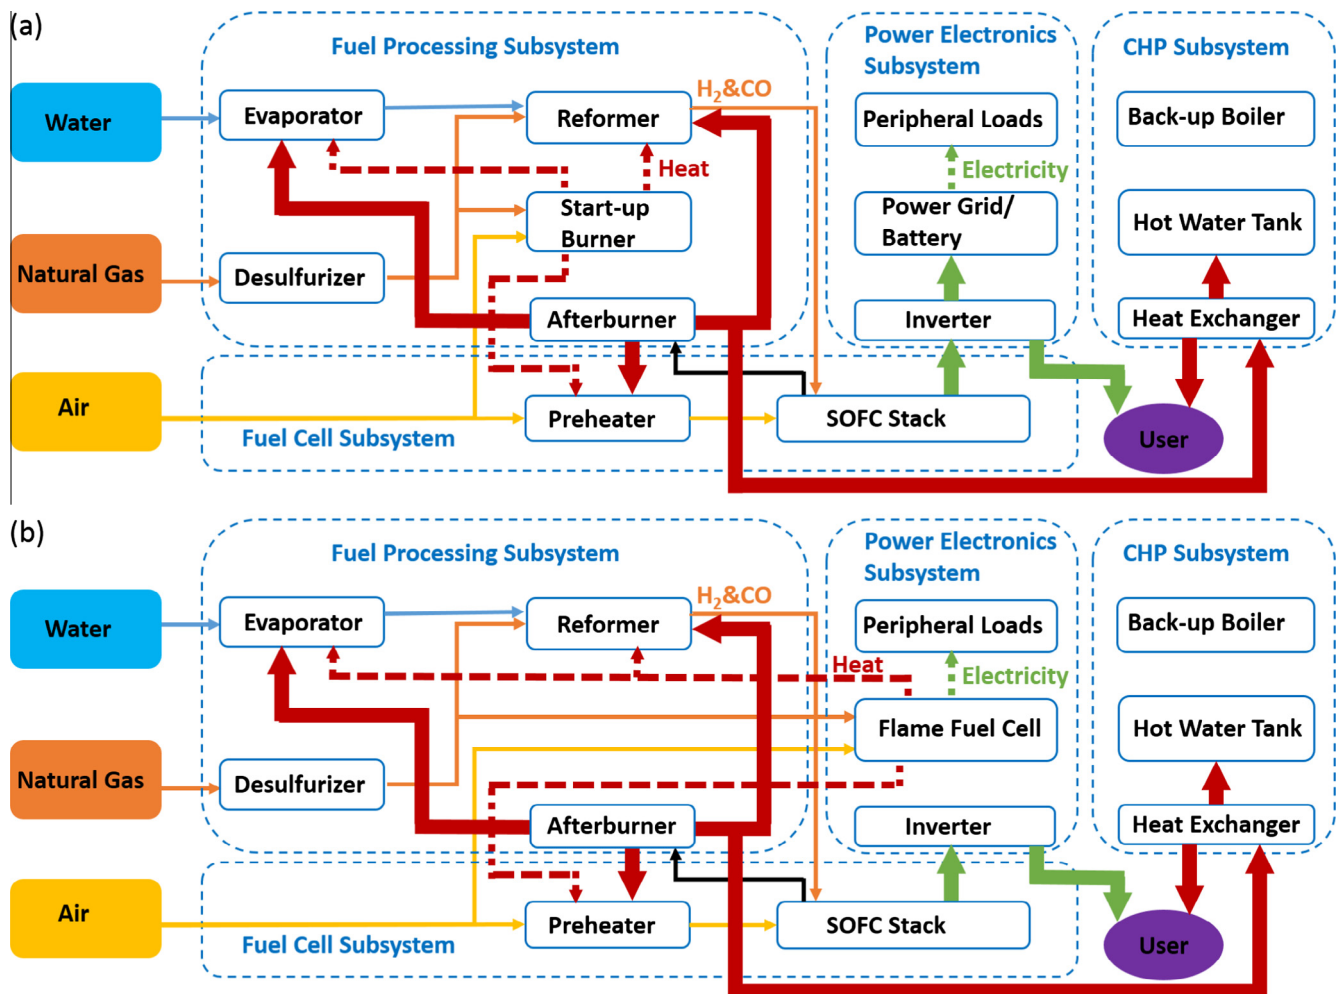 (a)
Fuel Processing Subsystem
Power Electronics
Subsystem
CHP Subsystem
Water
Evaporator
Reformer
H₂&CO
Peripheral Loads
Back-up Boiler
Heat
Electricity
Start-up
Burner
Power Grid/
Battery
Hot Water Tank
Natural Gas
Desulfurizer
Afterburner
Inverter
Heat Exchanger
Air
Preheater
SOFC Stack
Fuel Cell Subsystem
User
(b)
Fuel Processing Subsystem
Power Electronics
Subsystem
CHP Subsystem
Water
Evaporator
Reformer
H₂&CO
Peripheral Loads
Back-up Boiler
Heat
Electricity
Flame Fuel Cell
Hot Water Tank
Natural Gas
Desulfurizer
Afterburner
Inverter
Heat Exchanger
Air
Preheater
SOFC Stack
Fuel Cell Subsystem
User